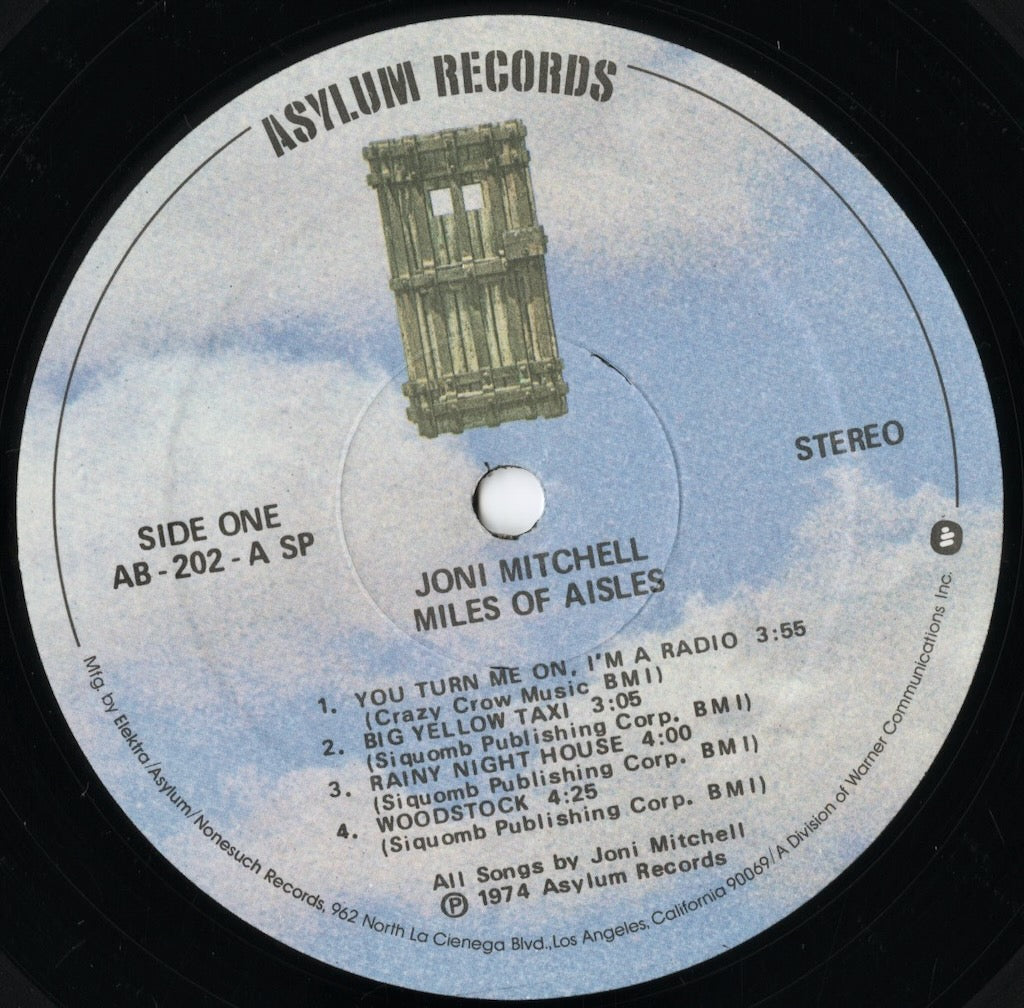 ASYLUM RECORDS
STEREO
SIDE ONE
AB-202-A SP
JONI MITCHELL
MILES OF AISLES
1. YOU TURN ME ON, I'M A RADIO 3:55
(Crazy Crow Music BMI)
2. BIG YELLOW TAXI 3:05
(Siquomb Publishing Corp. BMI)
3. RAINY NIGHT HOUSE 4:00
(Siquomb Publishing Corp. BMI)
4. WOODSTOCK 4:25
(Siquomb Publishing Corp. BMI)
All Songs by Joni Mitchell
℗ 1974 Asylum Records
Mfg. by Elektra/Asylum/Nonesuch Records, 962 North La Cienega Blvd., Los Angeles, California 90069/A Division of Warner Communications Inc.